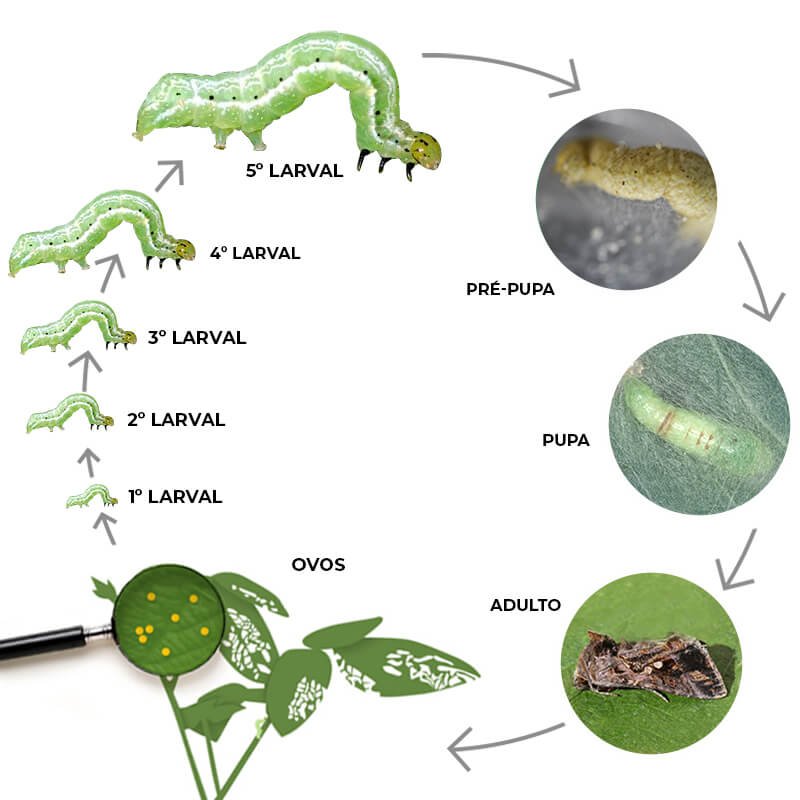 5º LARVAL
4º LARVAL
3º LARVAL
2º LARVAL
1º LARVAL
OVOS
PRÉ-PUPA
PUPA
ADULTO